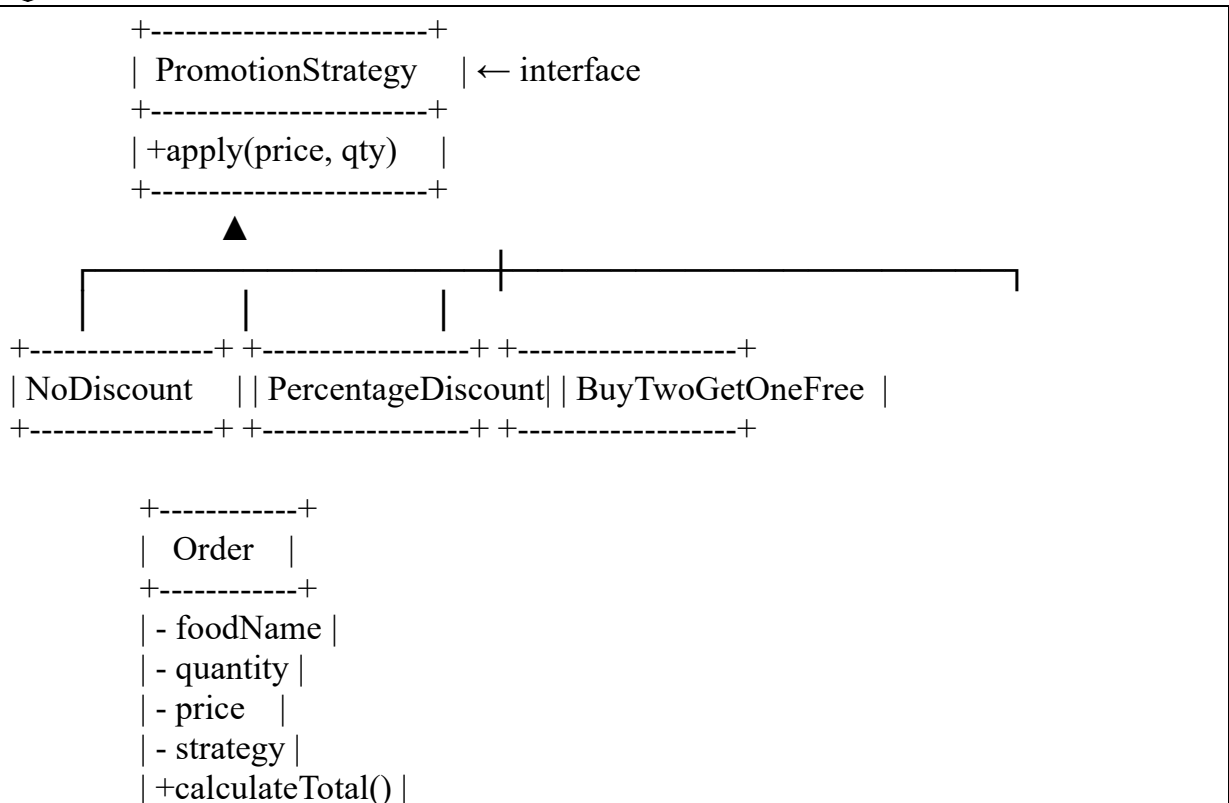 +------------------------+
| PromotionStrategy | ← interface
+------------------------+
| +apply(price, qty) |
+------------------------+
▲
+----------------+ +------------------+ +-------------------+
| NoDiscount | | PercentageDiscount| | BuyTwoGetOneFree |
+----------------+ +------------------+ +-------------------+
+------------+
| Order |
+------------+
| - foodName |
| - quantity |
| - price |
| - strategy |
| +calculateTotal() |